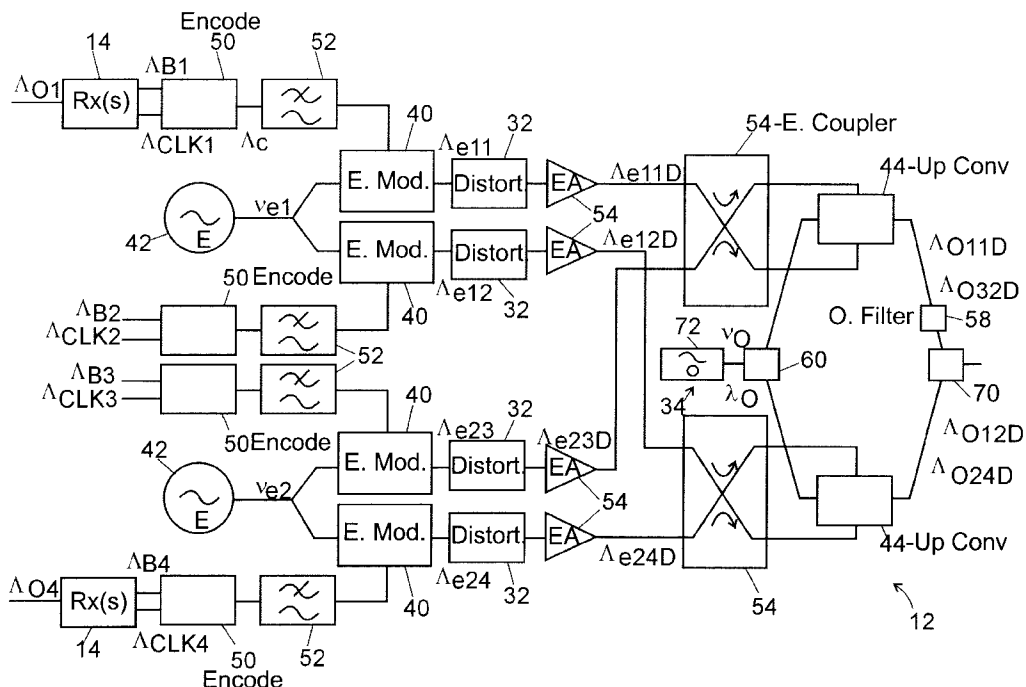 Encode
14
50
52
ΛO1
Rx(s)
ΛB1
ΛCLK1
Λc
40
Λe11
32
54-E. Coupler
E. Mod.
Distort
EA
Λe11D
44-Up Conv
42
E
νe1
54
E. Mod.
Distort
EA
Λe12D
Λe12
40
32
ΛO11D
ΛO32D
50 Encode
ΛB2
ΛCLK2
52
O. Filter
58
72
νO
O
60
70
ΛB3
ΛCLK3
34
λO
50 Encode
40
Λe23
32
Λe23D
ΛO12D
ΛO24D
42
E
νe2
E. Mod.
Distort.
EA
54
E. Mod.
Distort.
EA
Λe24D
44-Up Conv
Λe24
40
32
54
12
ΛO4
Rx(s)
ΛB4
ΛCLK4
14
50
52
Encode